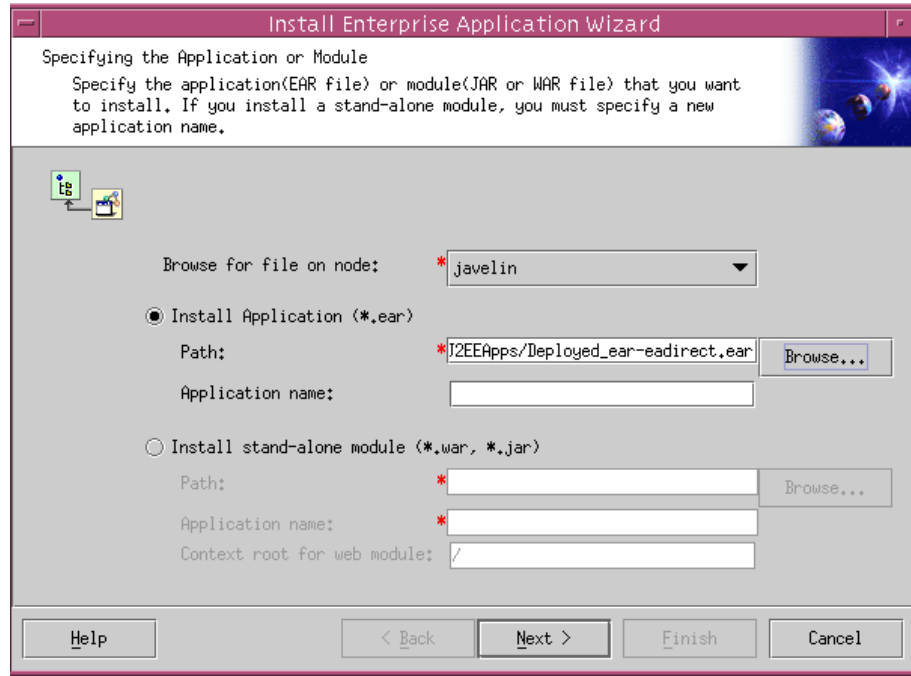 Install Enterprise Application Wizard
Specifying the Application or Module
Specify the application(EAR file) or module(JAR or WAR file) that you want
to install. If you install a stand-alone module, you must specify a new
application name.
Browse for file on node: * javelin
Install Application (*.ear)
Path: * J2EEApps/Deployed_ear-eadirect.ear Browse...
Application name:
Install stand-alone module (*.war, *.jar)
Path: * Browse...
Application name: *
Context root for web module: /
Help < Back Next > Finish Cancel